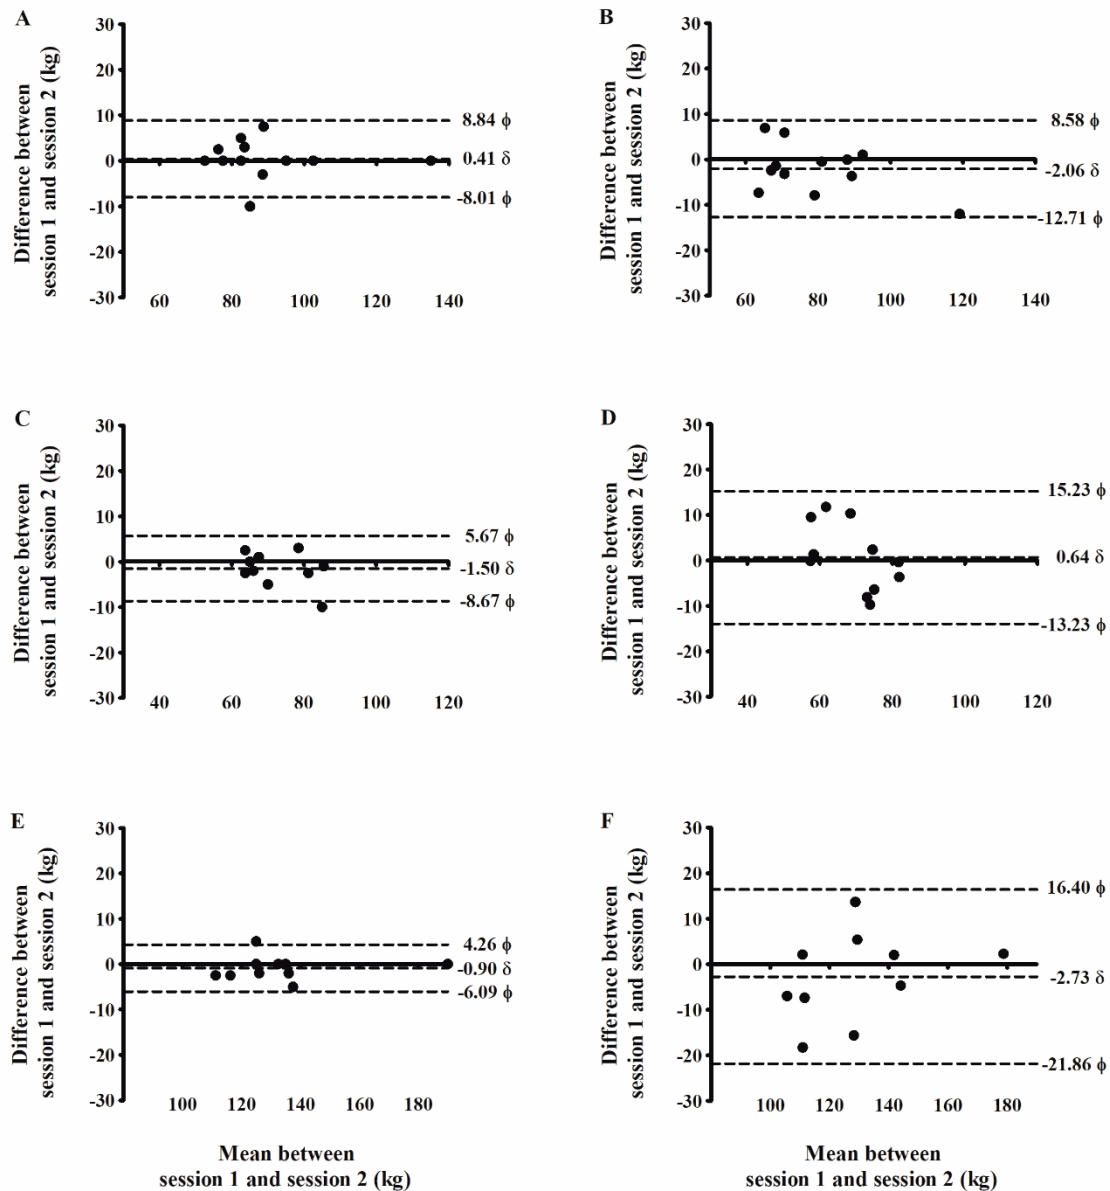 A
Difference between
session 1 and session 2 (kg)
30
20
10
0
-10
-20
-30
60
80
100
120
140
8.84 ϕ
0.41 δ
-8.01 ϕ
B
Difference between
session 1 and session 2 (kg)
30
20
10
0
-10
-20
-30
60
80
100
120
140
8.58 ϕ
-2.06 δ
-12.71 ϕ
C
Difference between
session 1 and session 2 (kg)
30
20
10
0
-10
-20
-30
40
60
80
100
120
5.67 ϕ
-1.50 δ
-8.67 ϕ
D
Difference between
session 1 and session 2 (kg)
30
20
10
0
-10
-20
-30
40
60
80
100
120
15.23 ϕ
0.64 δ
-13.23 ϕ
E
Difference between
session 1 and session 2 (kg)
30
20
10
0
-10
-20
-30
100
120
140
160
180
4.26 ϕ
-0.90 δ
-6.09 ϕ
Mean between
session 1 and session 2 (kg)
F
Difference between
session 1 and session 2 (kg)
30
20
10
0
-10
-20
-30
100
120
140
160
180
16.40 ϕ
-2.73 δ
-21.86 ϕ
Mean between
session 1 and session 2 (kg)